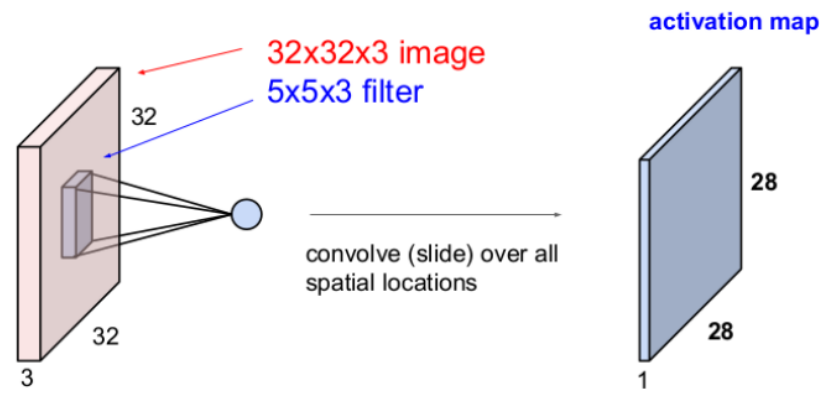 activation map
32x32x3 image
5x5x3 filter
32
28
convolve (slide) over all
spatial locations
32
28
3
1